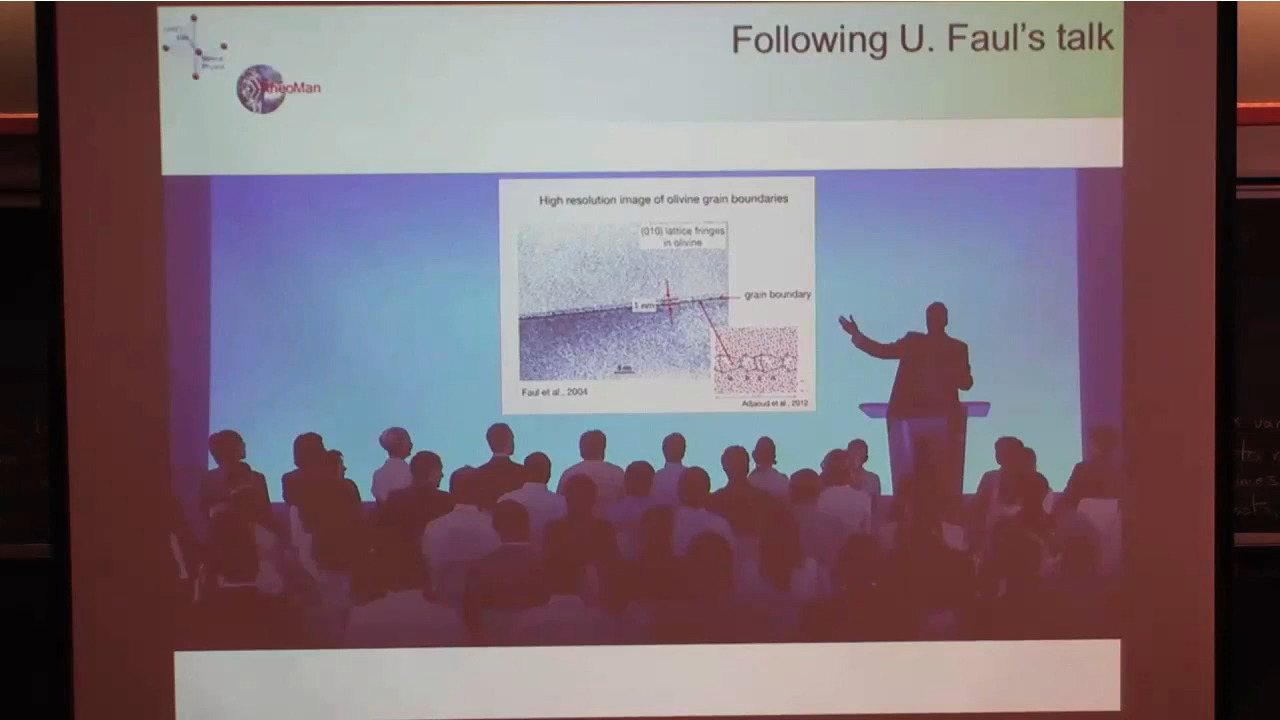 Following U. Faul's talk
RheoMan
High resolution image of olivine grain boundaries
(010) lattice fringes
in olivine
1 nm
grain boundary
Faul et al., 2004
Adjaoud et al., 2012